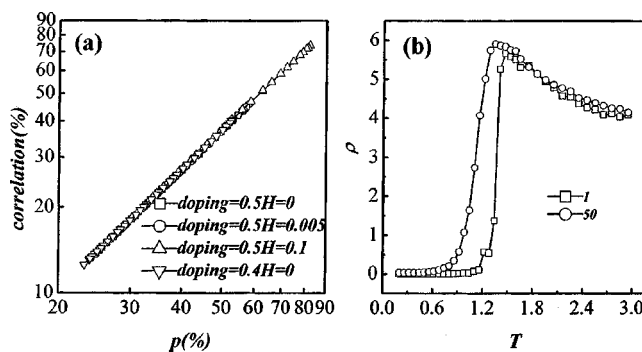 (a)
correlation(%)
90
80
70
60
50
40
30
20
10
doping=0.5H=0
doping=0.5H=0.005
doping=0.5H=0.1
doping=0.4H=0
20 30 40 50 60 70 80 90
p(%)
(b)
ρ
6
5
4
3
2
1
0
1
50
0.0 0.6 1.2 1.8 2.4 3.0
T